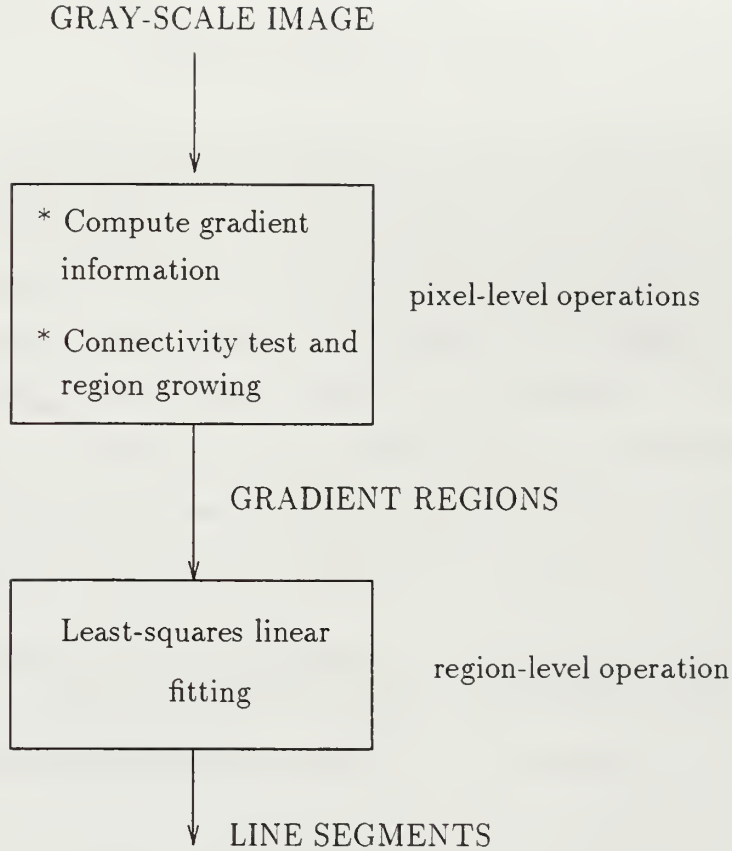 GRAY-SCALE IMAGE
* Compute gradient
information
* Connectivity test and
region growing
pixel-level operations
GRADIENT REGIONS
Least-squares linear
fitting
region-level operation
LINE SEGMENTS